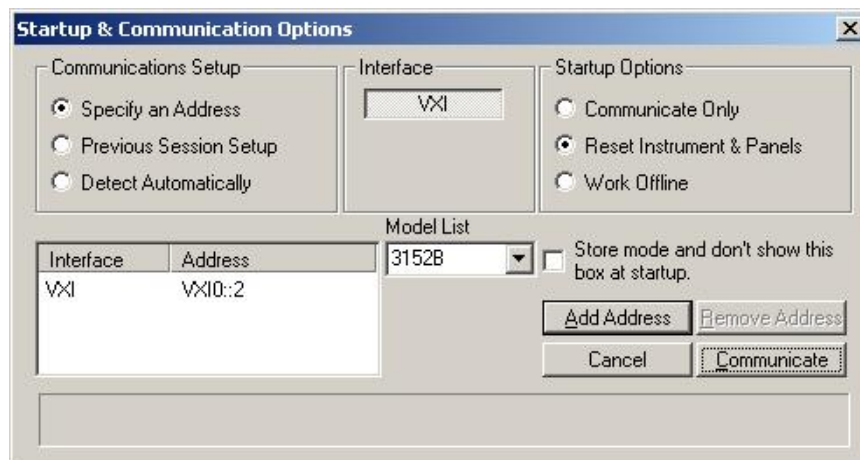 Startup & Communication Options
Communications Setup
Specify an Address
Previous Session Setup
Detect Automatically
Interface
VXI
Startup Options
Communicate Only
Reset Instrument & Panels
Work Offline
Interface Address
VXI VXI0::2
Model List
3152B
Store mode and don't show this
box at startup.
Add Address
Remove Address
Cancel
Communicate